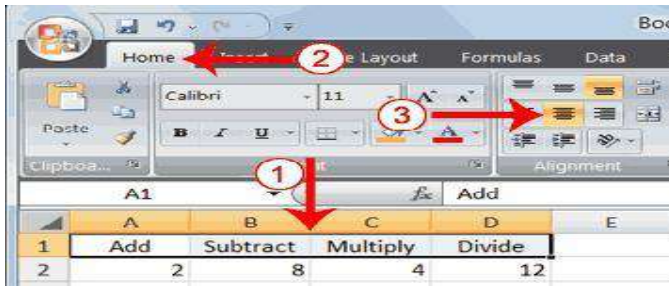 Boo
Home 2 Layout Formulas Data
Calibri 11 A A
3
Paste B I U A
Clipboa... Alignment
1
A1 fx Add
A B C D E
1 Add Subtract Multiply Divide
2 2 8 4 12